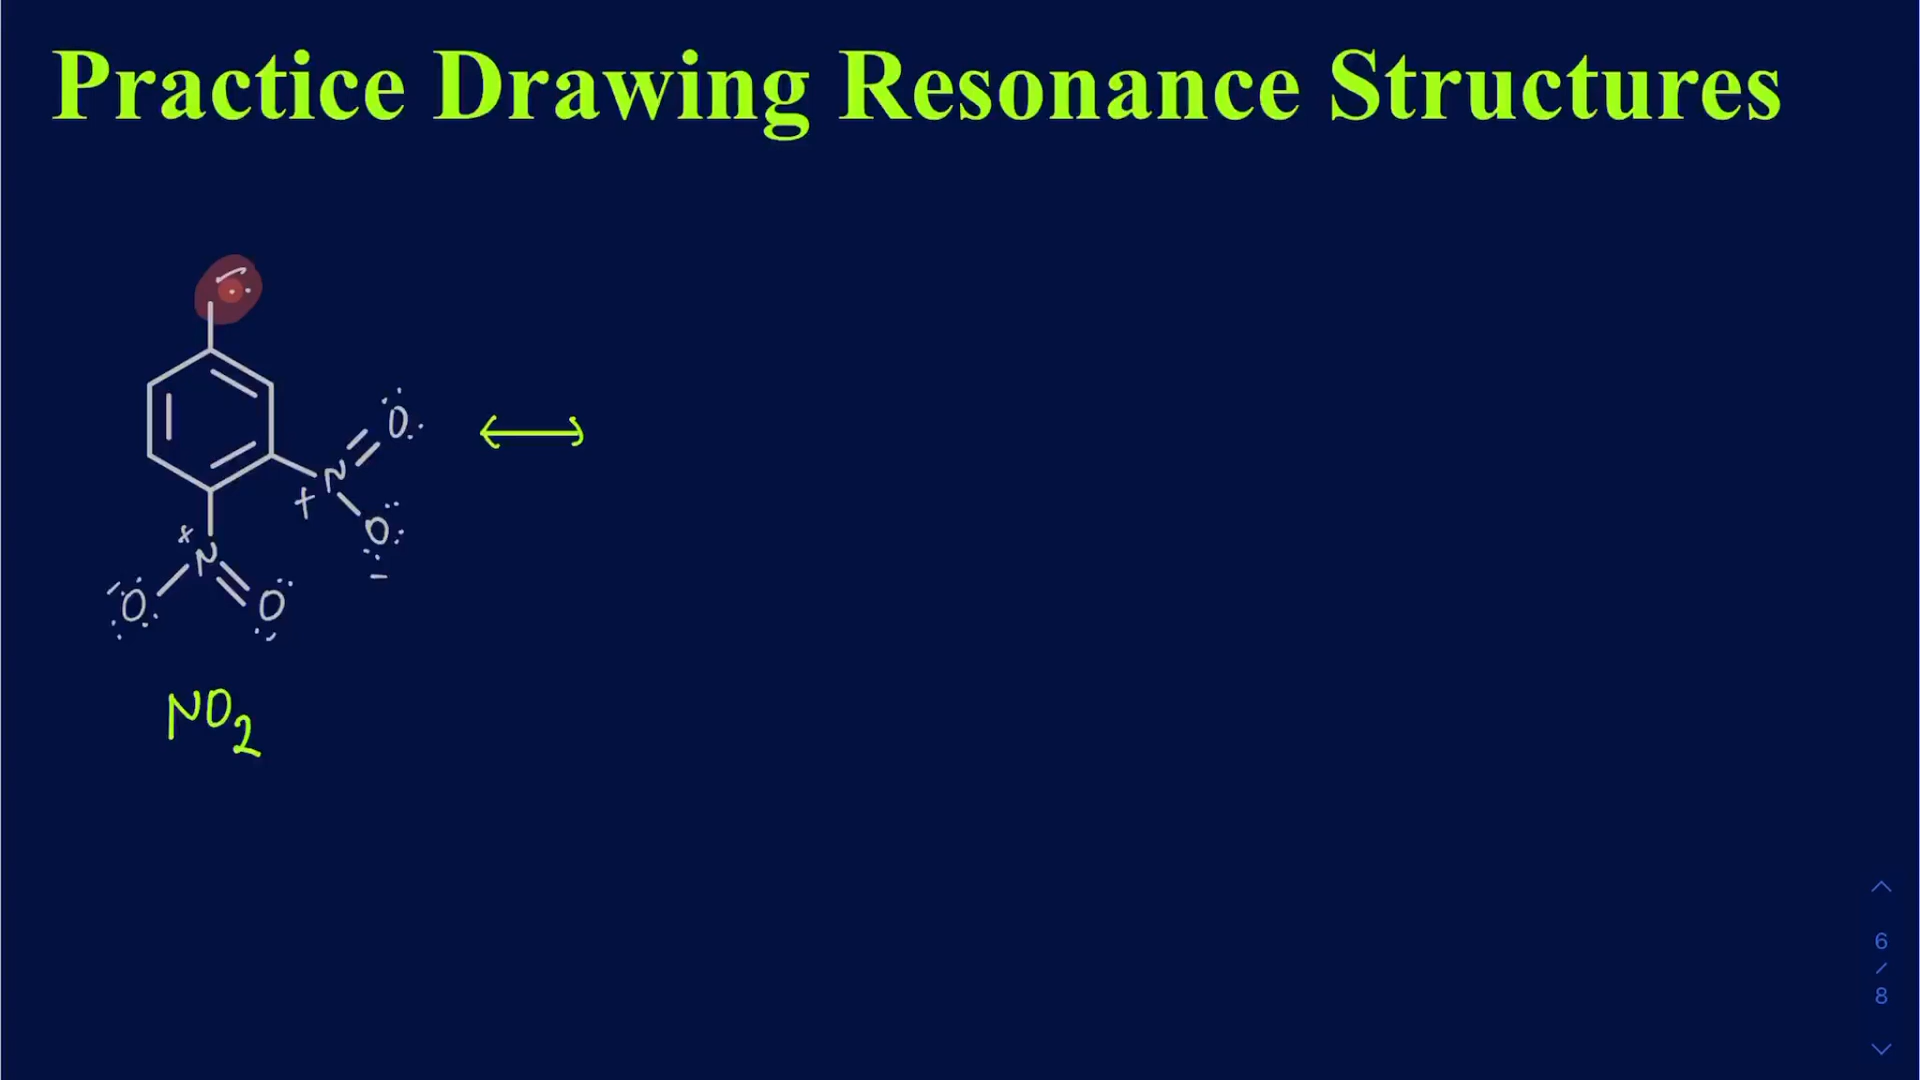 Practice Drawing Resonance Structures
O
N
+
O
-
+
N
-
O
O
NO2
6
/
8